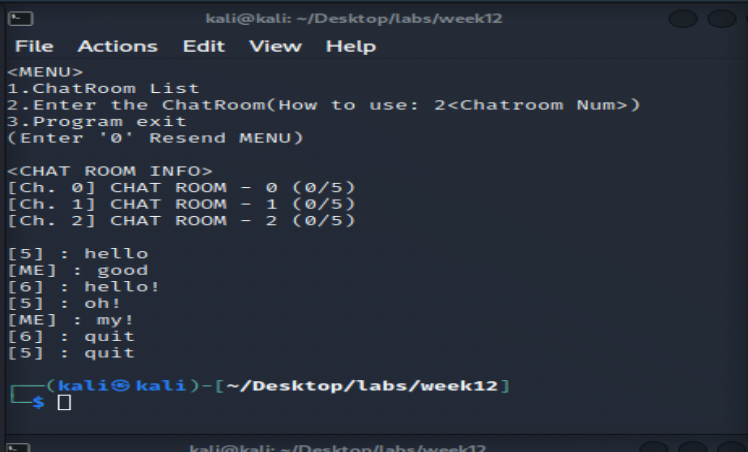 kali@kali: ~/Desktop/labs/week12
File Actions Edit View Help
<MENU>
1.ChatRoom List
2.Enter the ChatRoom(How to use: 2<Chatroom Num>)
3.Program exit
(Enter '0' Resend MENU)
<CHAT ROOM INFO>
[Ch. 0] CHAT ROOM - 0 (0/5)
[Ch. 1] CHAT ROOM - 1 (0/5)
[Ch. 2] CHAT ROOM - 2 (0/5)
[5] : hello
[ME] : good
[6] : hello!
[5] : oh!
[ME] : my!
[6] : quit
[5] : quit
(kali㉿kali)-[~/Desktop/labs/week12]
$
kali@kali: ~/Desktop/labs/week12